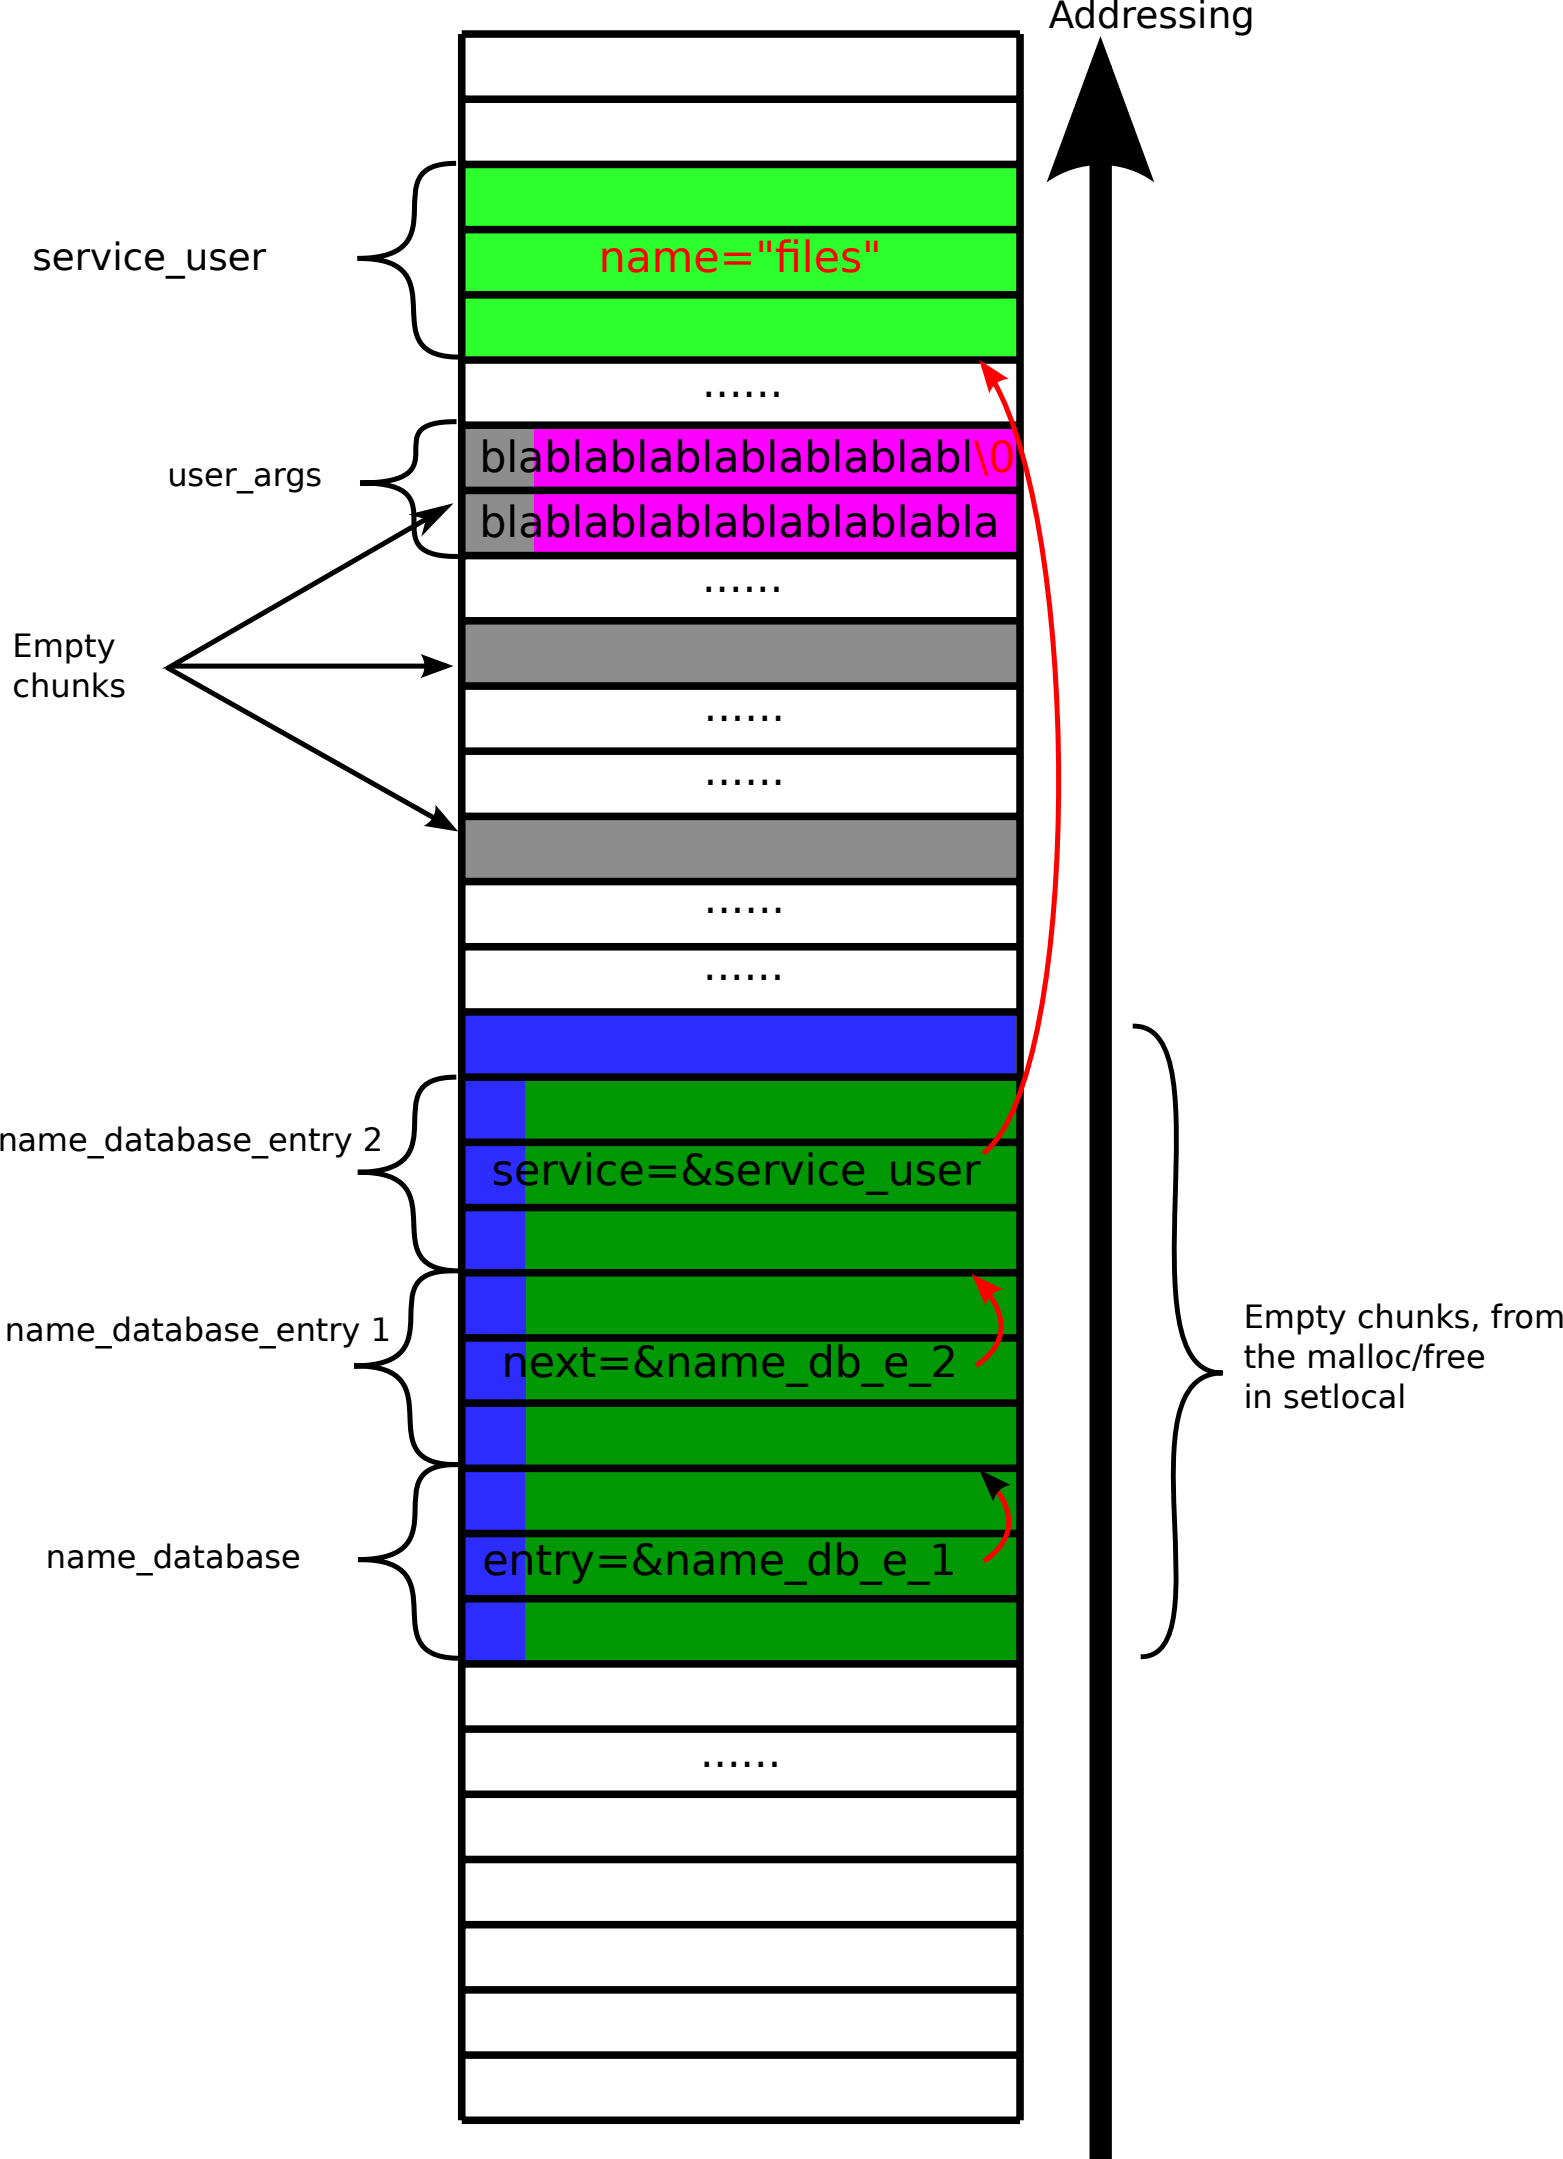 Addressing
service_user
name="files"
......
user_args
blablablablablablablabl\0
blablablablablablablabla
......
Empty
chunks
......
......
......
......
name_database_entry 2
service=&service_user
name_database_entry 1
next=&name_db_e_2
Empty chunks, from
the malloc/free
in setlocal
name_database
entry=&name_db_e_1
......